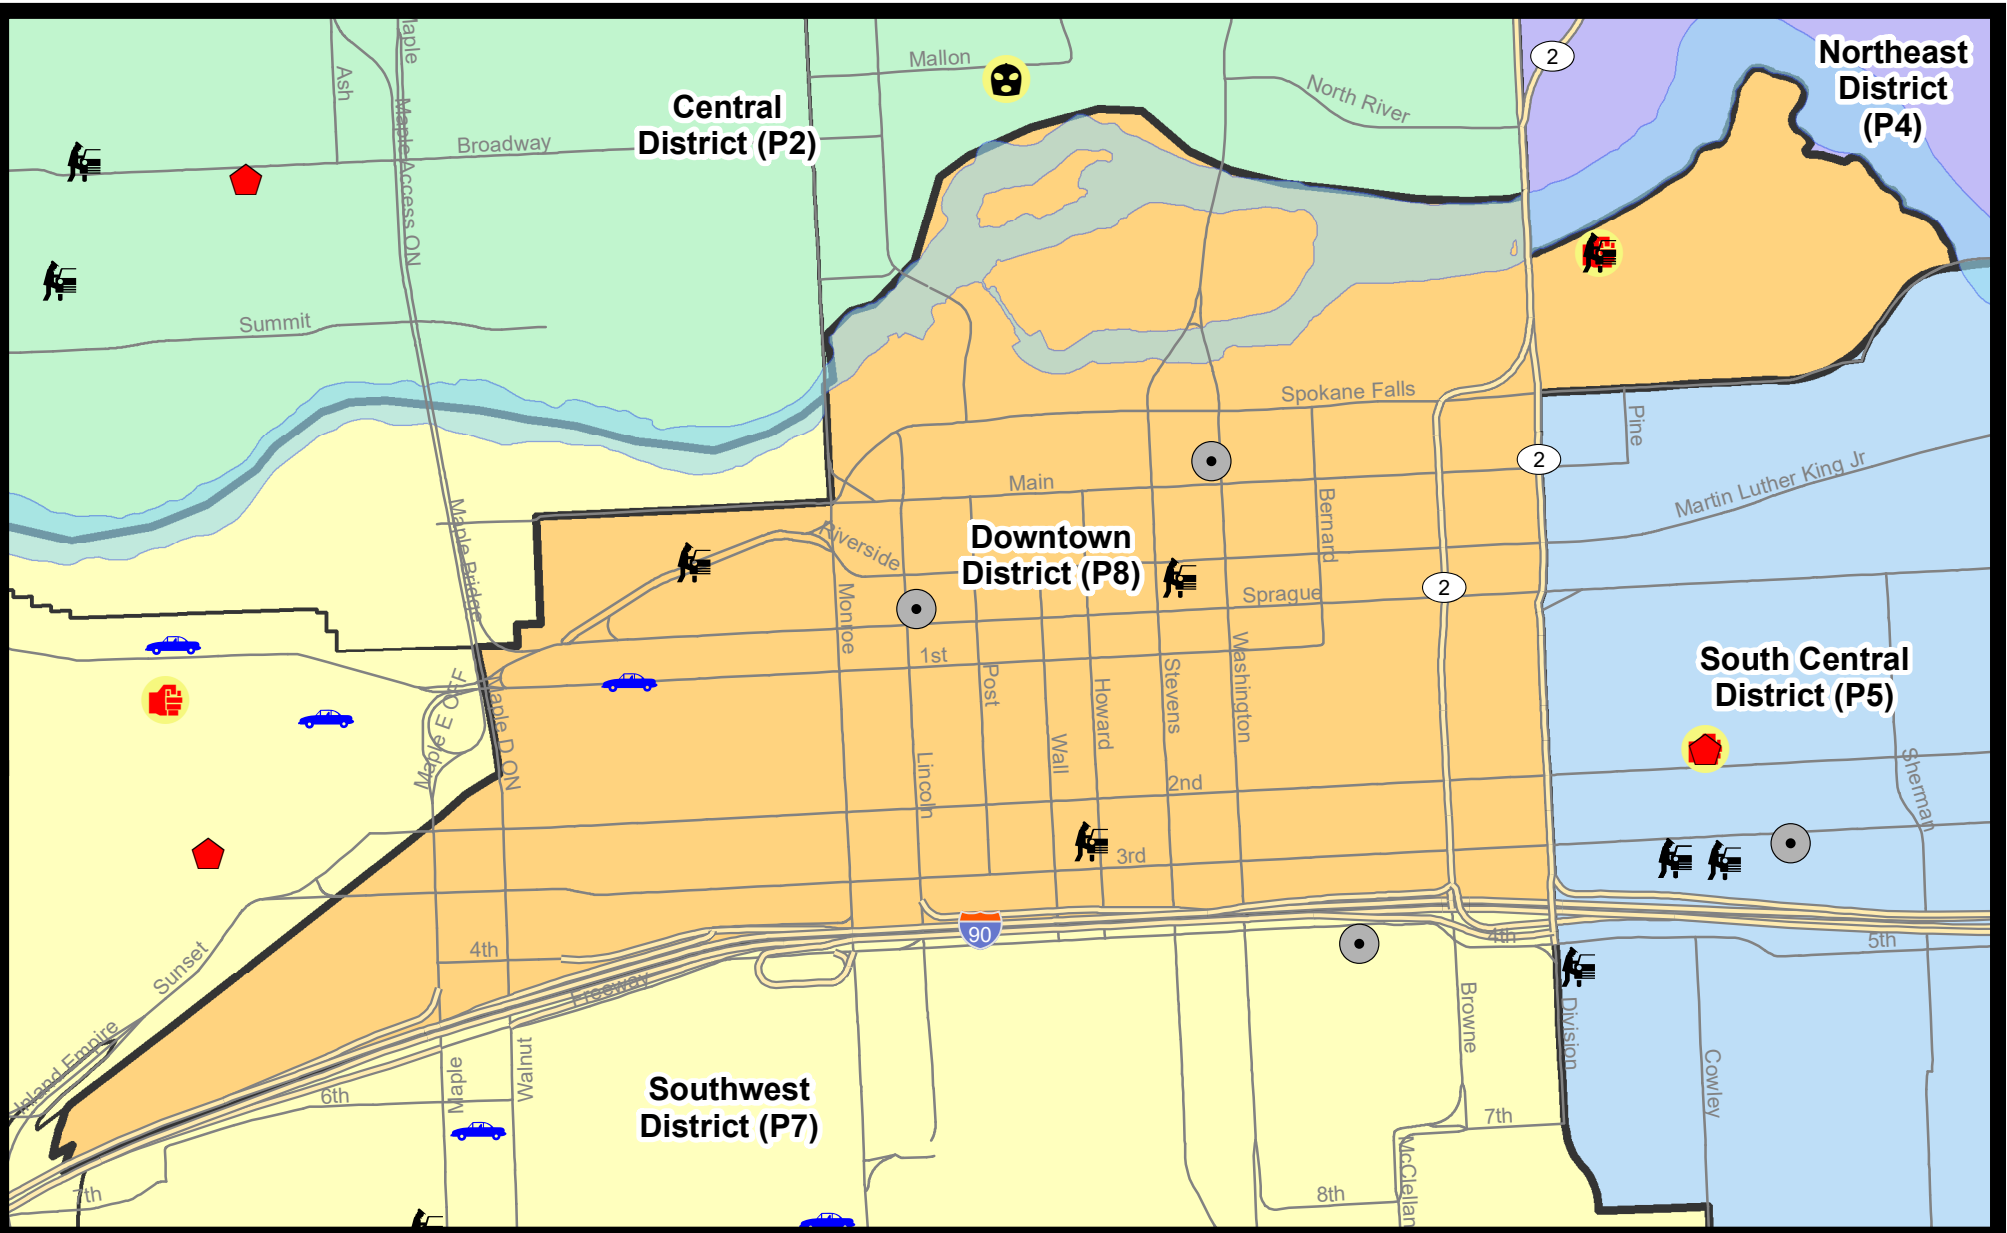 Maple
Mallon
2
Northeast
District
(P4)
Ash
North River
Central
District (P2)
Maple Access ON
Broadway
Summit
Spokane Falls
Pine
2
Martin Luther King Jr
Main
Bernard
Maple Bridge
Riverside
Downtown
District (P8)
2
Sprague
Monroe
1st
Post
Howard
Stevens
Washington
South Central
District (P5)
Maple E OFF
Maple D ON
Wall
Lincoln
2nd
Sherman
3rd
90
4th
4th
5th
Sunset
Freeway
Browne
Division
Inland Empire
Maple
Walnut
6th
Cowley
Southwest
District (P7)
7th
McClellan
7th
8th